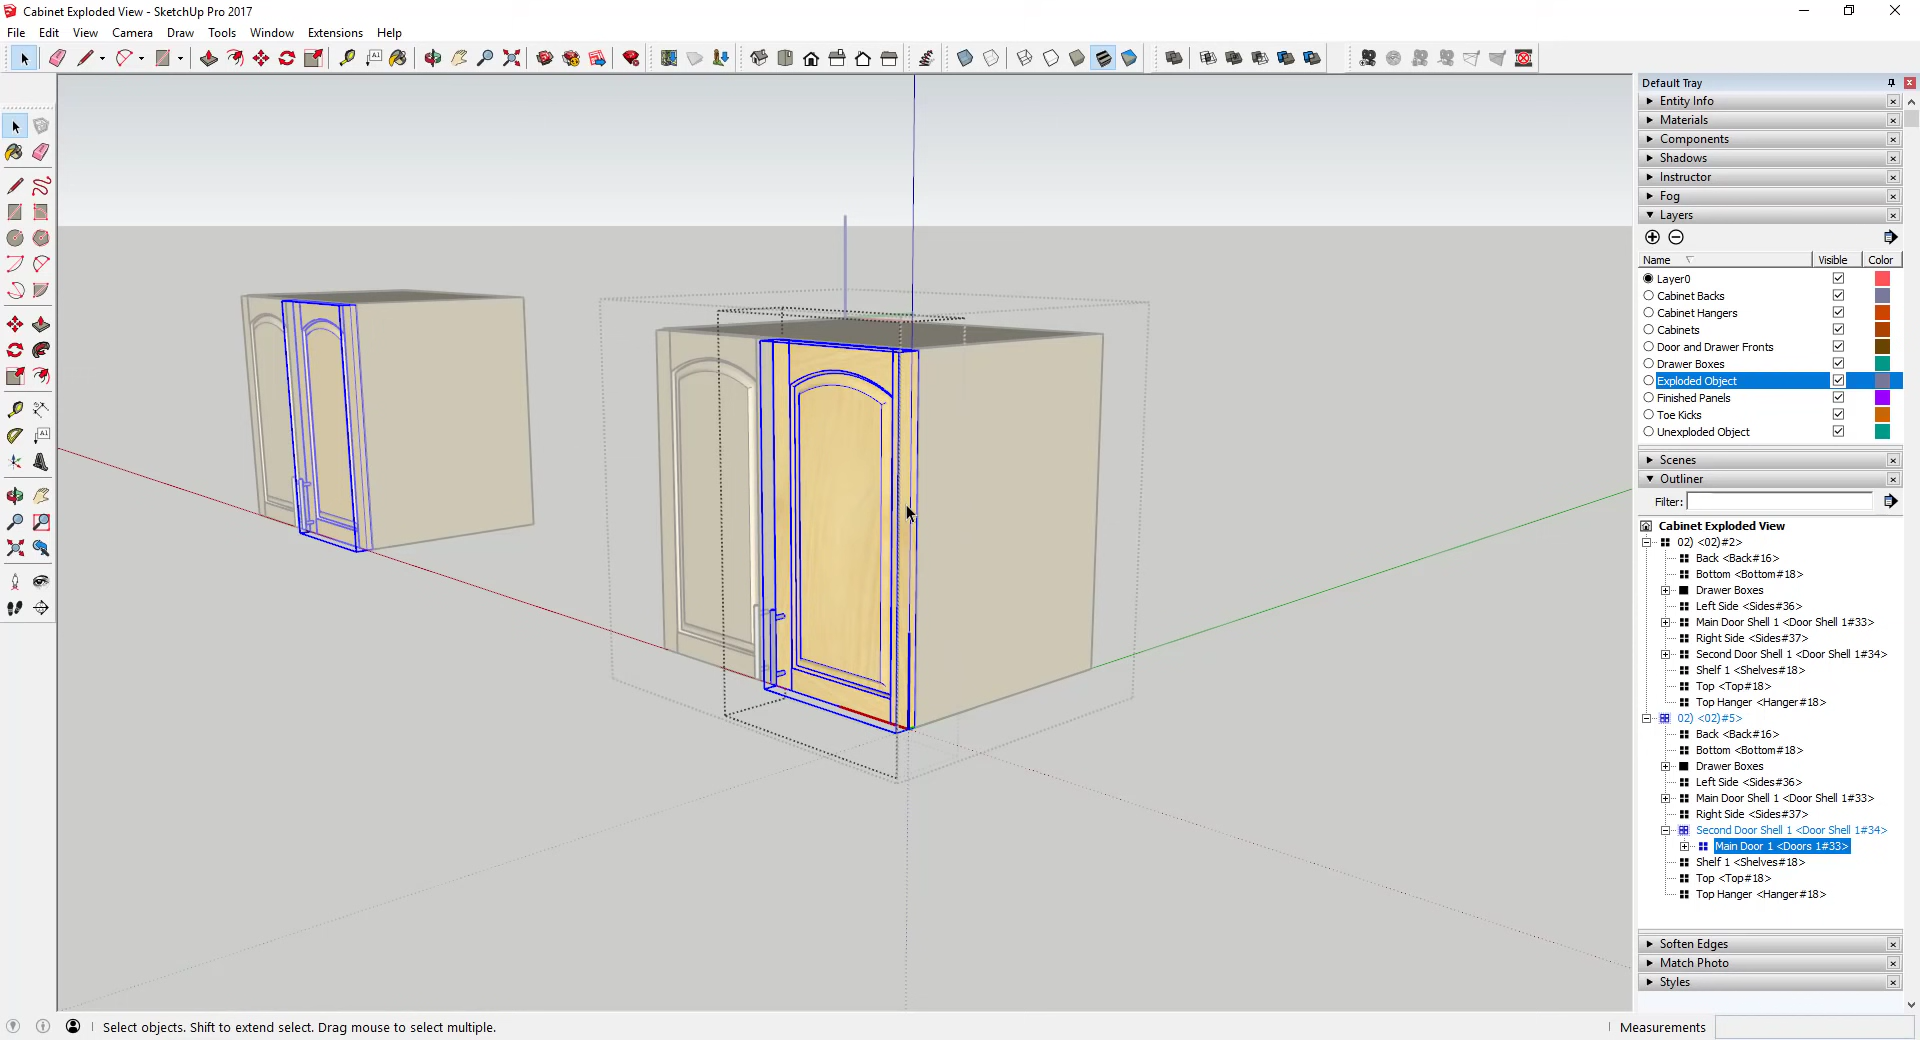 Cabinet Exploded View - SketchUp Pro 2017
File Edit View Camera Draw Tools Window Extensions Help
Default Tray
Entity Info
Materials
Components
Shadows
Instructor
Fog
Layers
Name Visible Color
Layer0
Cabinet Backs
Cabinet Hangers
Cabinets
Door and Drawer Fronts
Drawer Boxes
Exploded Object
Finished Panels
Toe Kicks
Unexploded Object
Scenes
Outliner
Filter:
Cabinet Exploded View
02) <02)#2>
Back <Back#16>
Bottom <Bottom#18>
Drawer Boxes
Left Side <Sides#36>
Main Door Shell 1 <Door Shell 1#33>
Right Side <Sides#37>
Second Door Shell 1 <Door Shell 1#34>
Shelf 1 <Shelves#18>
Top <Top#18>
Top Hanger <Hanger#18>
02) <02)#5>
Back <Back#16>
Bottom <Bottom#18>
Drawer Boxes
Left Side <Sides#36>
Main Door Shell 1 <Door Shell 1#33>
Right Side <Sides#37>
Second Door Shell 1 <Door Shell 1#34>
Main Door 1 <Doors 1#33>
Shelf 1 <Shelves#18>
Top <Top#18>
Top Hanger <Hanger#18>
Soften Edges
Match Photo
Styles
Select objects. Shift to extend select. Drag mouse to select multiple.
Measurements